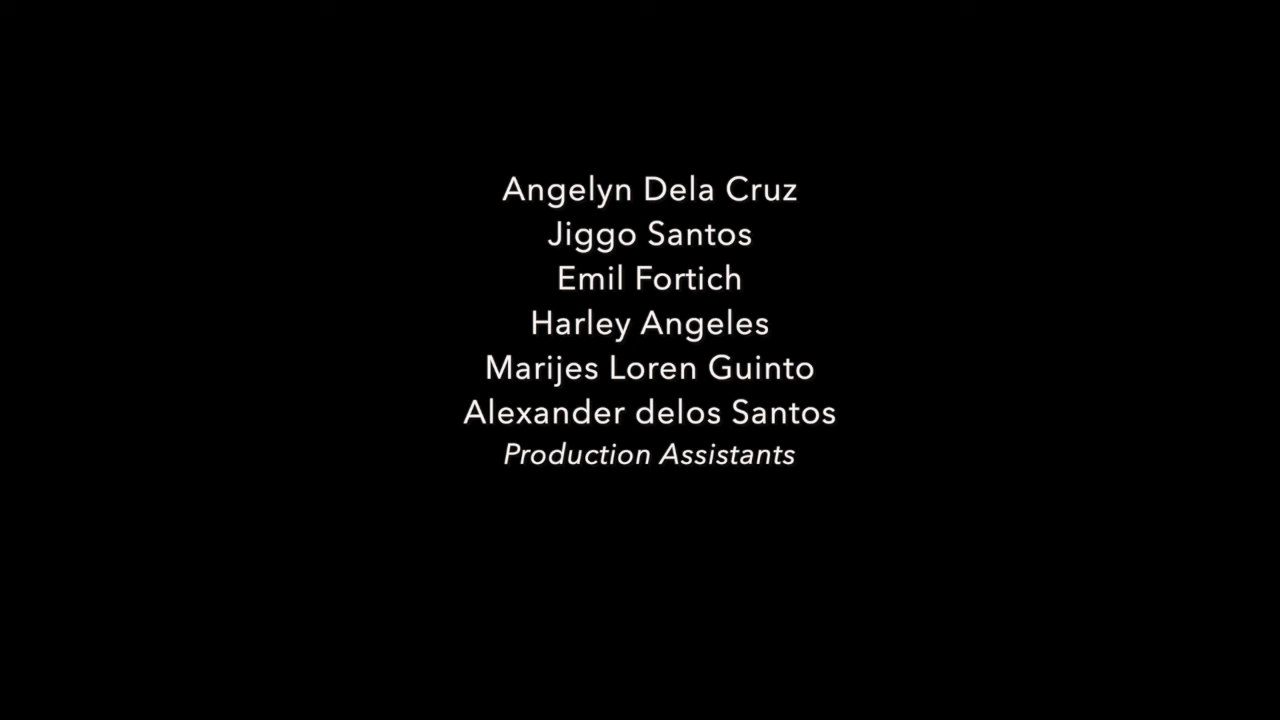 Angelyn Dela Cruz
Jiggo Santos
Emil Fortich
Harley Angeles
Marijes Loren Guinto
Alexander delos Santos
Production Assistants